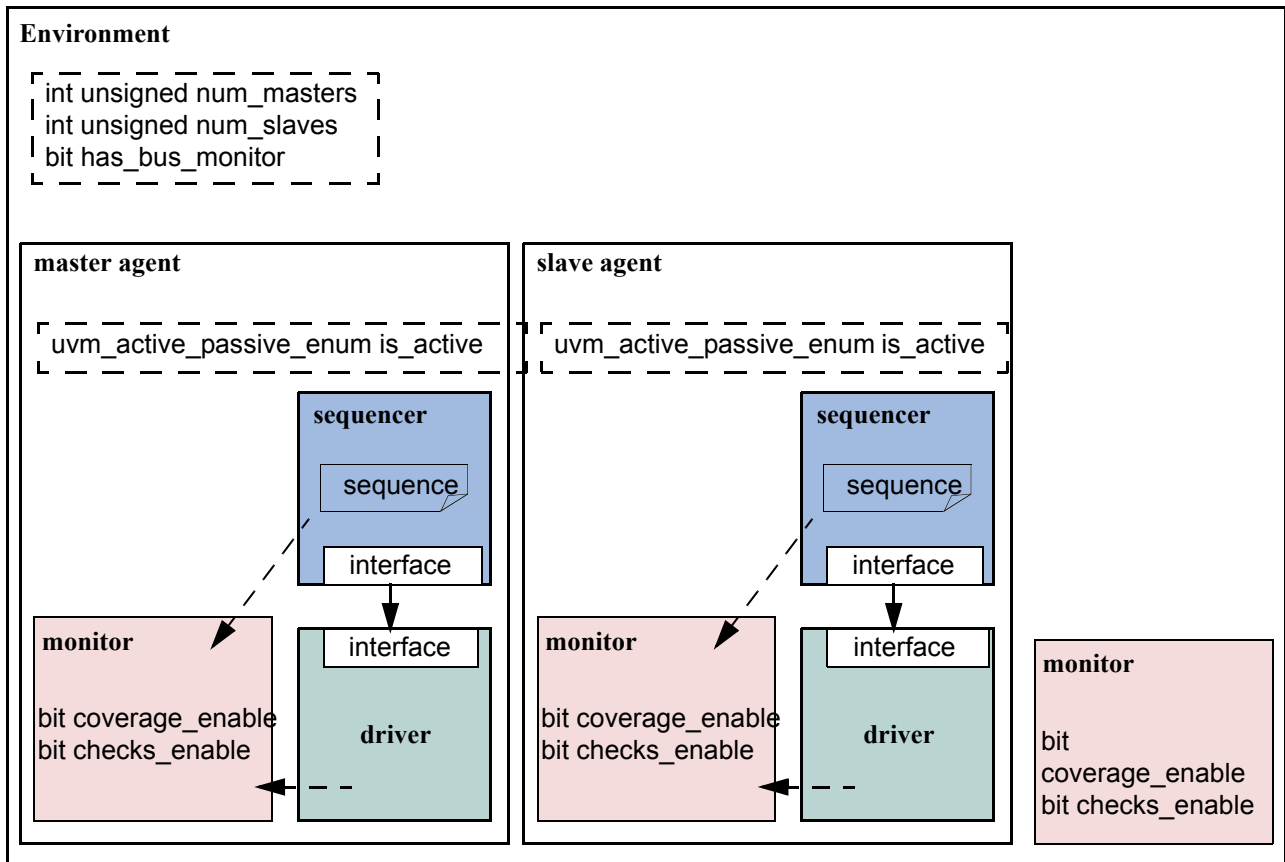 Environment
int unsigned num_masters
int unsigned num_slaves
bit has_bus_monitor
master agent
uvm_active_passive_enum is_active
sequencer
sequence
interface
monitor
bit coverage_enable
bit checks_enable
interface
driver
slave agent
uvm_active_passive_enum is_active
sequencer
sequence
interface
monitor
bit coverage_enable
bit checks_enable
interface
driver
monitor
bit
coverage_enable
bit checks_enable